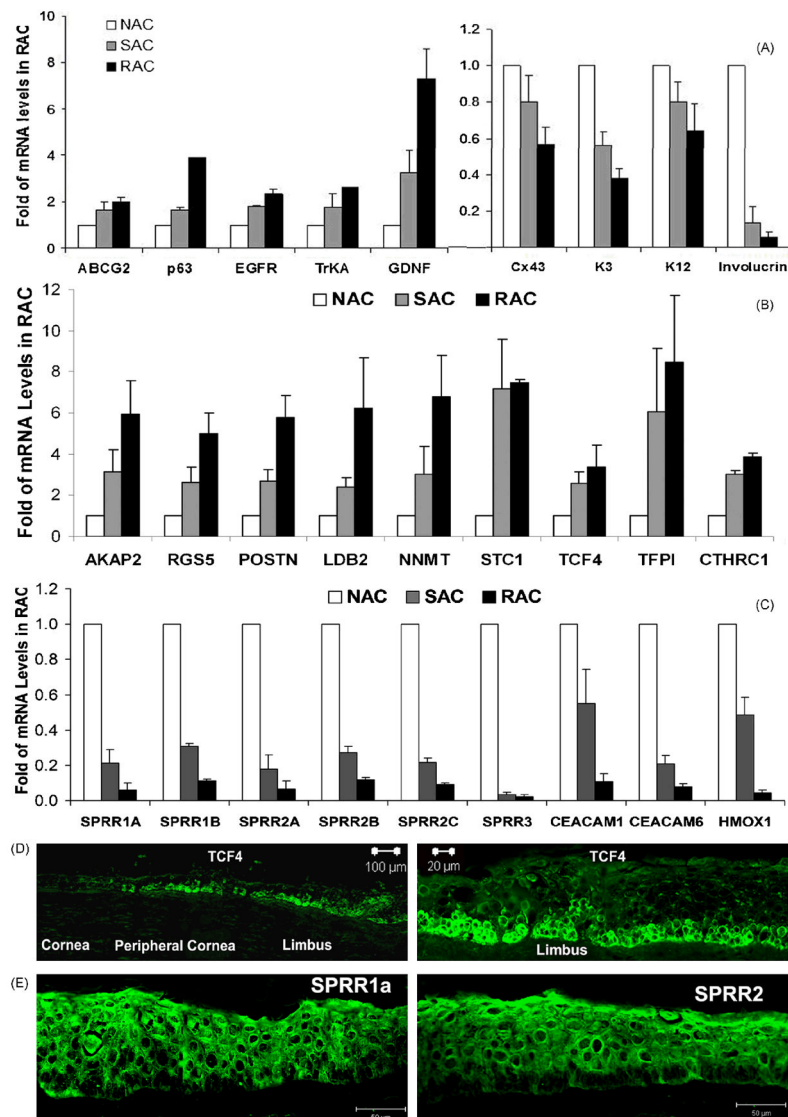 10
8
6
4
2
0
Fold of mRNA levels in RAC
NAC
SAC
RAC
ABCG2 p63 EGFR TrKA GDNF
(A)
1.0
0.8
0.6
0.4
0.2
Cx43 K3 K12 Involucrin
(B)
12
10
8
6
4
2
0
Fold of mRNA Levels in RAC
NAC SAC RAC
AKAP2 RGS5 POSTN LDB2 NNMT STC1 TCF4 TFPI CTHRC1
(C)
1.2
1.0
0.8
0.6
0.4
0.2
0.0
Fold of mRNA Levels in RAC
NAC SAC RAC
SPRR1A SPRR1B SPRR2A SPRR2B SPRR2C SPRR3 CEACAM1 CEACAM6 HMOX1
(D)
TCF4
100 µm
Cornea Peripheral Cornea Limbus
20 µm
TCF4
Limbus
(E)
SPRR1a
50 µm
SPRR2
50 µm